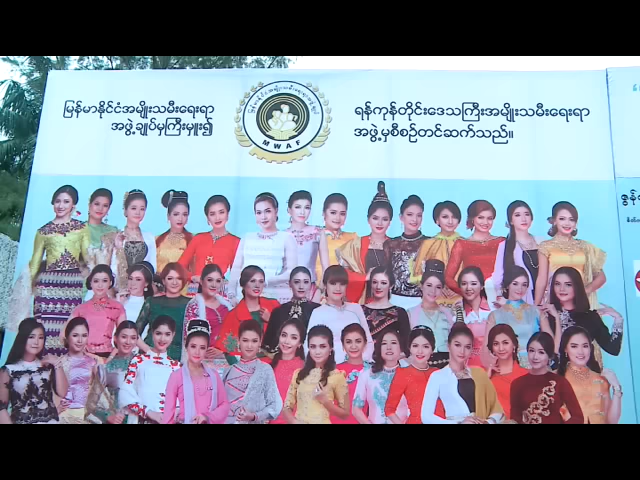 မြန်မာနိုင်ငံအမျိုးသမီးရေးရာ
အဖွဲ့ချုပ်မှကြီးမှူး၍
MWAF
ရန်ကုန်တိုင်းဒေသကြီးအမျိုးသမီးရေးရာ
အဖွဲ့မှစီစဉ်တင်ဆက်သည်။